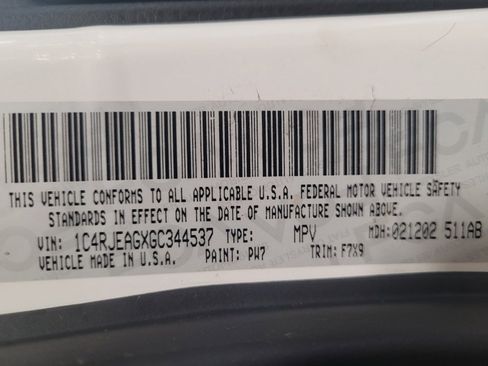 THIS VEHICLE CONFORMS TO ALL APPLICABLE U.S.A. FEDERAL MOTOR VEHICLE SAFETY
STANDARDS IN EFFECT ON THE DATE OF MANUFACTURE SHOWN ABOVE.
VIN: 1C4RJEAGXGC344537 TYPE: MPV MDH:021202 511AB
VEHICLE MADE IN U.S.A. PAINT: PW7 TRIM: F7X9